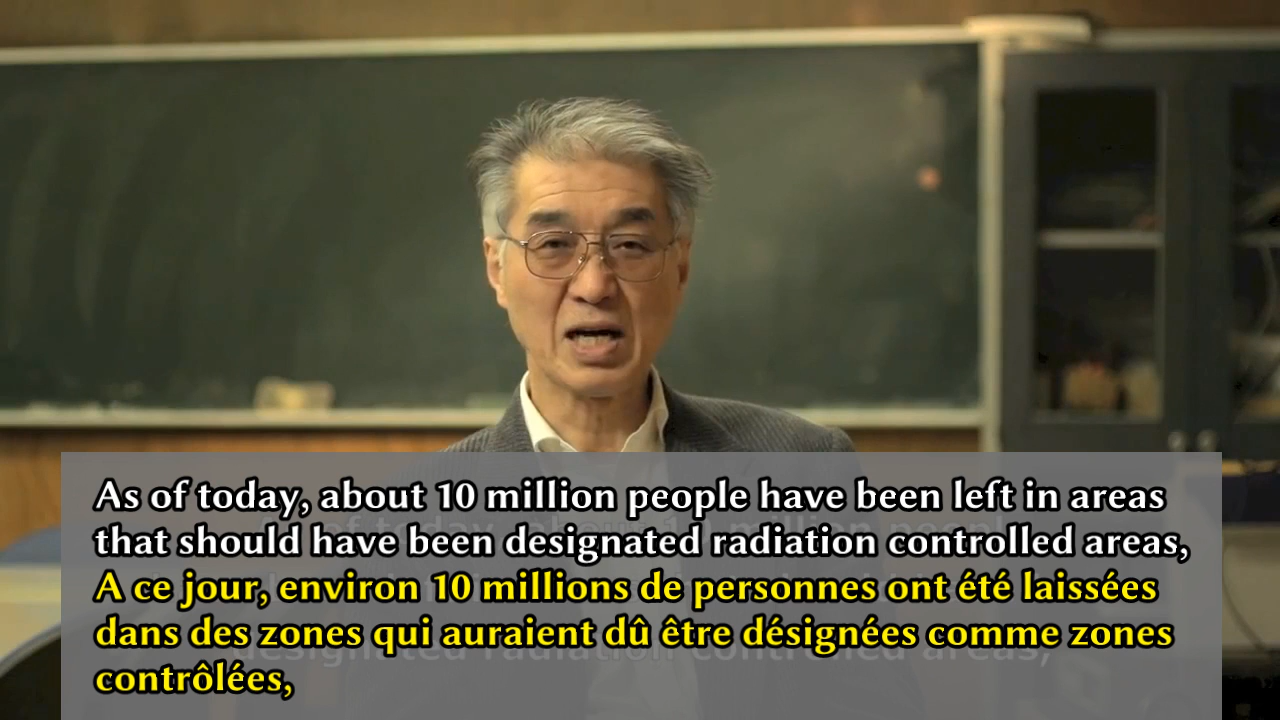 As of today, about 10 million people have been left in areas
that should have been designated radiation controlled areas,
A ce jour, environ 10 millions de personnes ont été laissées
dans des zones qui auraient dû être désignées comme zones
contrôlées,